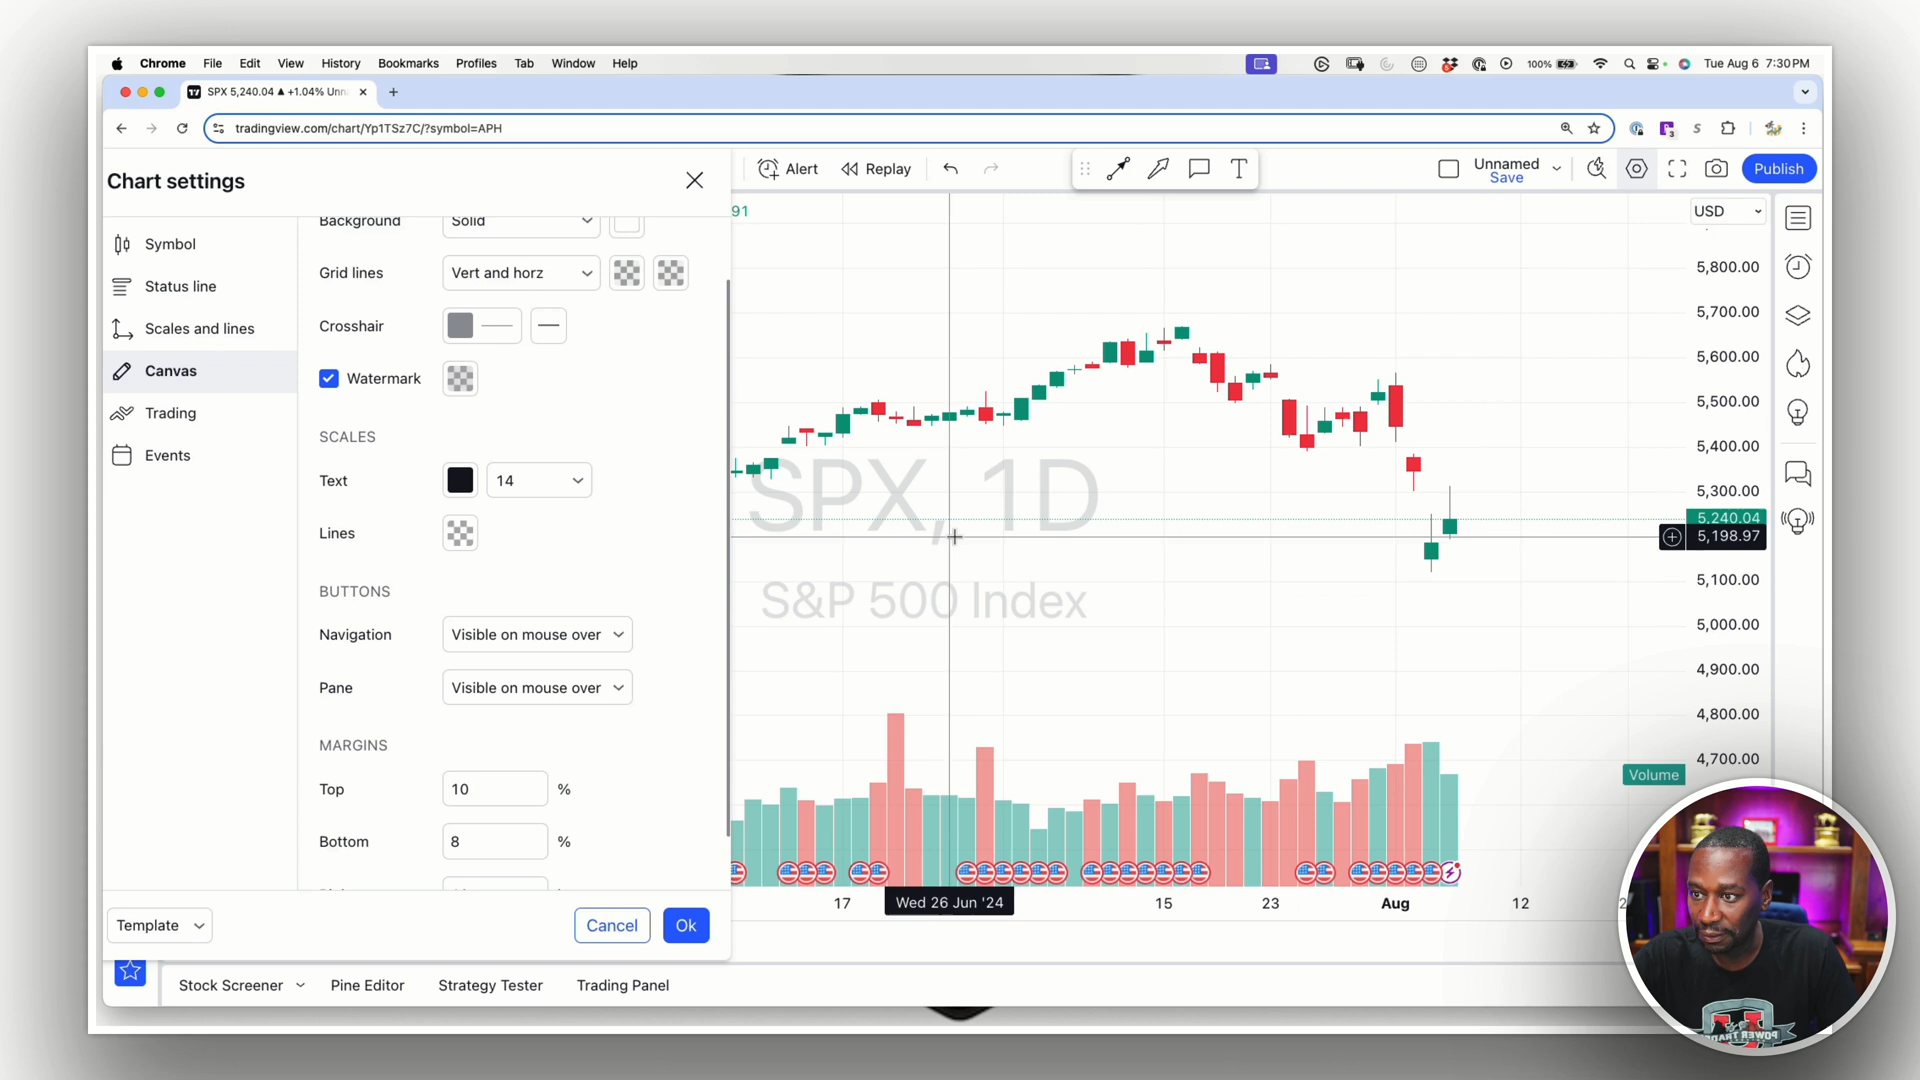 Chrome File Edit View History Bookmarks Profiles Tab Window Help
100% Tue Aug 6 7:30 PM
SPX 5,240.04 ▲ +1.04% Unn
tradingview.com/chart/Yp1TSz7C/?symbol=APH
Chart settings
Alert Replay
Unnamed
Save
Publish
Symbol
Status line
Scales and lines
Canvas
Trading
Events
Background Solid
Grid lines Vert and horz
Crosshair
Watermark
SCALES
Text 14
Lines
BUTTONS
Navigation Visible on mouse over
Pane Visible on mouse over
MARGINS
Top 10 %
Bottom 8 %
Template
Cancel Ok
91
USD
5,800.00
5,700.00
5,600.00
5,500.00
5,400.00
5,300.00
5,240.04
5,198.97
5,100.00
5,000.00
4,900.00
4,800.00
4,700.00
SPX, 1D
S&P 500 Index
Volume
17 Wed 26 Jun '24 15 23 Aug 12
Stock Screener Pine Editor Strategy Tester Trading Panel